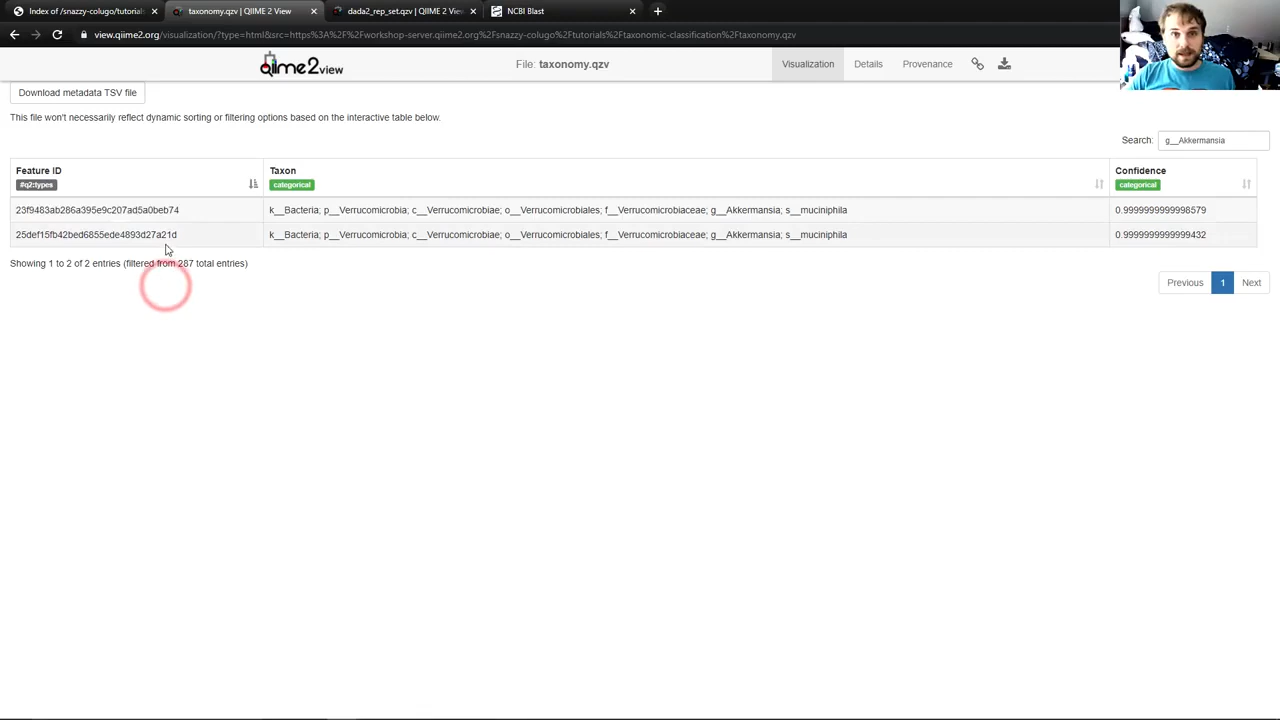 Index of /snazzy-colugo/tutorials
taxonomy.qzv | QIIME 2 View
dada2_rep_set.qzv | QIIME 2 View
NCBI Blast
view.qiime2.org/visualization/?type=html&src=https%3A%2F%2Fworkshop-server.qiime2.org%2Fsnazzy-colugo%2Ftutorials%2Ftaxonomic-classification%2Ftaxonomy.qzv
qiime2view
File: taxonomy.qzv
Visualization
Details
Provenance
Download metadata TSV file
This file won't necessarily reflect dynamic sorting or filtering options based on the interactive table below.
Search: g__Akkermansia
Feature ID Taxon Confidence
#q2:types categorical categorical
23f9483ab286a395e9c207ad5a0beb74 k__Bacteria; p__Verrucomicrobia; c__Verrucomicrobiae; o__Verrucomicrobiales; f__Verrucomicrobiaceae; g__Akkermansia; s__muciniphila 0.9999999999998579
25def15fb42bed6855ede4893d27a21d k__Bacteria; p__Verrucomicrobia; c__Verrucomicrobiae; o__Verrucomicrobiales; f__Verrucomicrobiaceae; g__Akkermansia; s__muciniphila 0.9999999999999432
Showing 1 to 2 of 2 entries (filtered from 287 total entries)
Previous 1 Next